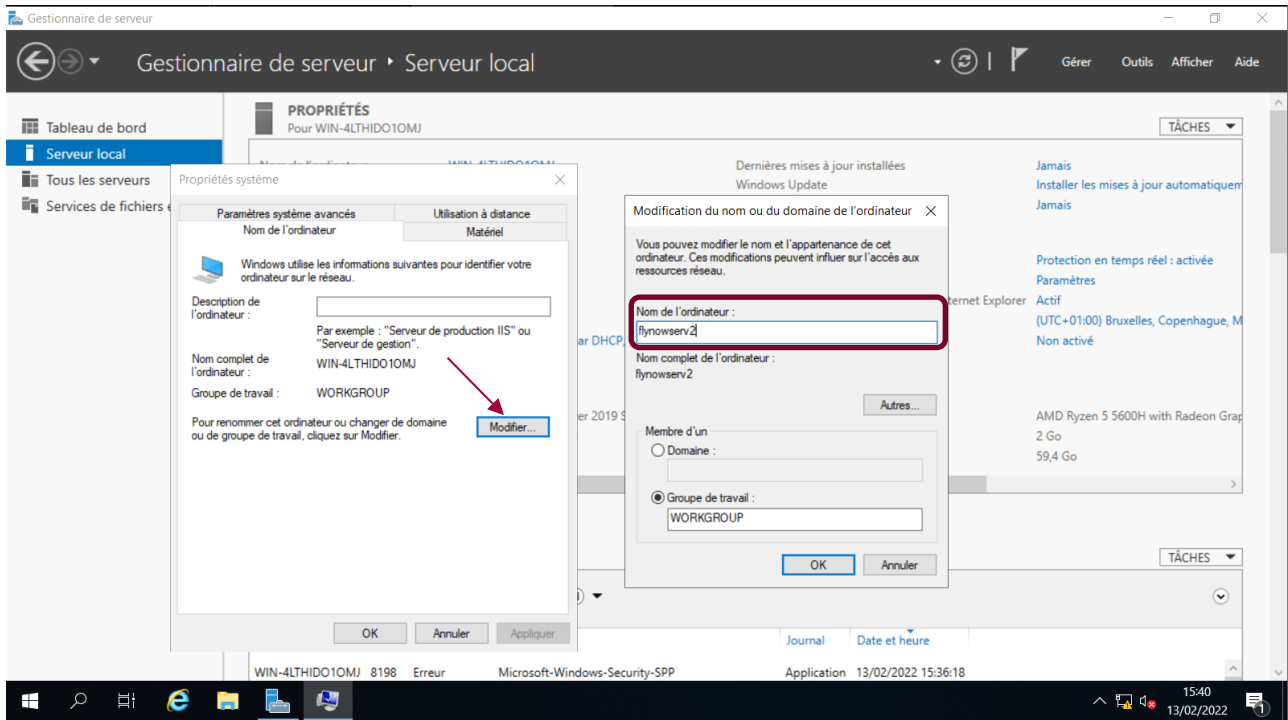 Gestionnaire de serveur
Gestionnaire de serveur ‣ Serveur local
Gérer Outils Afficher Aide
Tableau de bord
Serveur local
Tous les serveurs
Services de fichiers e
PROPRIÉTÉS
Pour WIN-4LTHIDO1OMJ
TÂCHES
WIN-4LTHIDO1OMJ
Dernières mises à jour installées
Jamais
Windows Update
Installer les mises à jour automatiquem
Jamais
Protection en temps réel : activée
Paramètres
ternet Explorer
Actif
(UTC+01:00) Bruxelles, Copenhague, M
ar DHCP,
Non activé
er 2019 S
AMD Ryzen 5 5600H with Radeon Grap
2 Go
59,4 Go
Propriétés système
Paramètres système avancés
Utilisation à distance
Nom de l'ordinateur
Matériel
Windows utilise les informations suivantes pour identifier votre
ordinateur sur le réseau.
Description de
l'ordinateur :
Par exemple : "Serveur de production IIS" ou
"Serveur de gestion".
Nom complet de
l'ordinateur :
WIN-4LTHIDO1OMJ
Groupe de travail :
WORKGROUP
Pour renommer cet ordinateur ou changer de domaine
ou de groupe de travail, cliquez sur Modifier.
Modifier...
OK
Annuler
Appliquer
Modification du nom ou du domaine de l'ordinateur
Vous pouvez modifier le nom et l'appartenance de cet
ordinateur. Ces modifications peuvent influer sur l'accès aux
ressources réseau.
Nom de l'ordinateur :
flynowserv2
Nom complet de l'ordinateur :
flynowserv2
Autres...
Membre d'un
Domaine :
Groupe de travail :
WORKGROUP
OK
Annuler
TÂCHES
Journal
Date et heure
WIN-4LTHIDO1OMJ 8198 Erreur Microsoft-Windows-Security-SPP Application 13/02/2022 15:36:18
15:40
13/02/2022
1